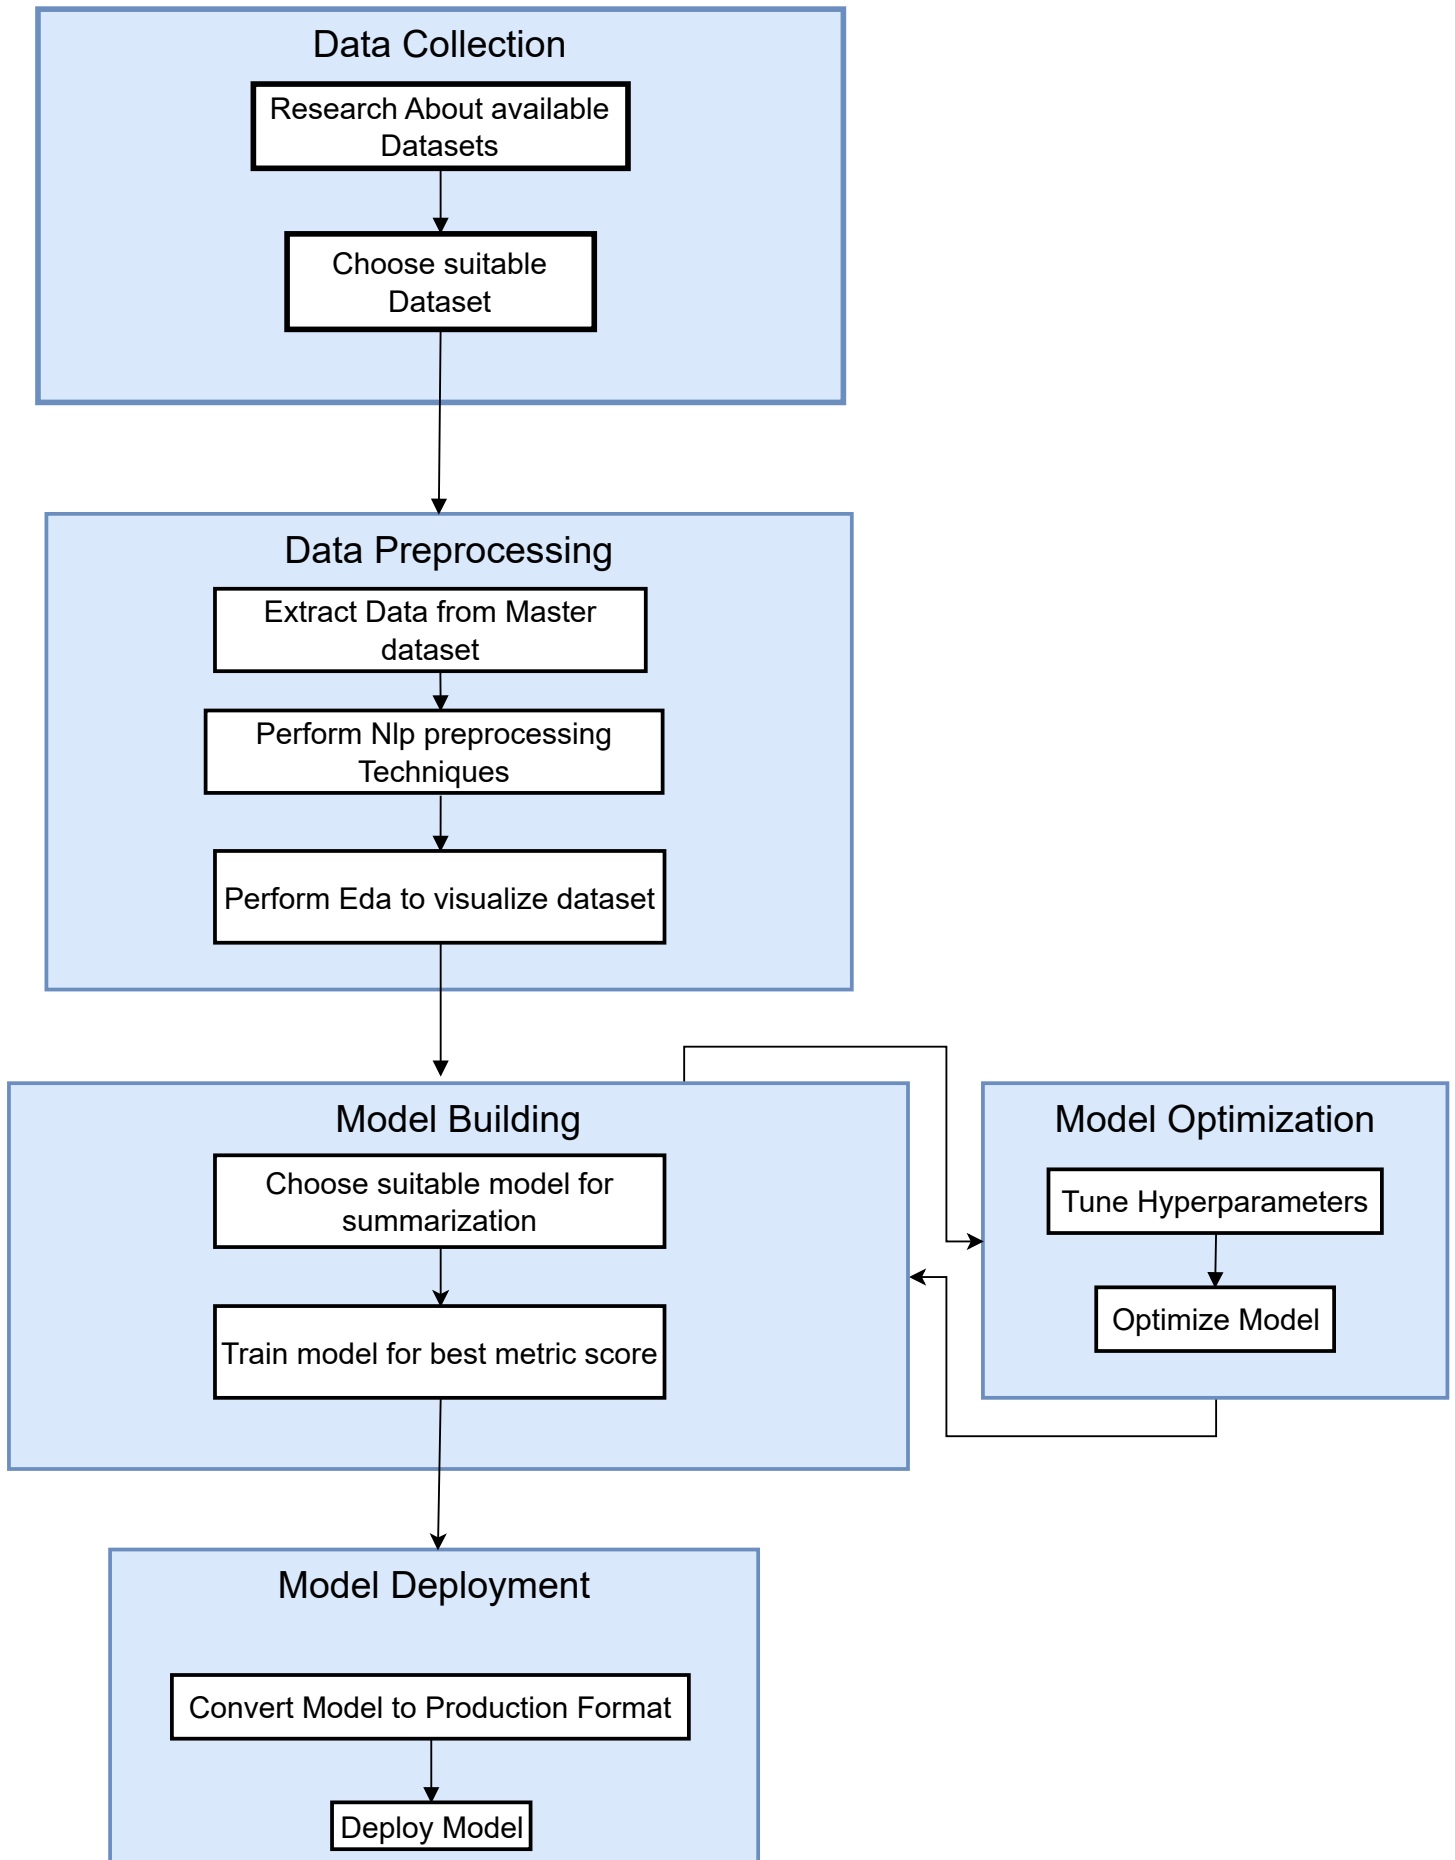 Data Collection
Research About available
Datasets
Choose suitable
Dataset
Data Preprocessing
Extract Data from Master
dataset
Perform Nlp preprocessing
Techniques
Perform Eda to visualize dataset
Model Building
Choose suitable model for
summarization
Train model for best metric score
Model Optimization
Tune Hyperparameters
Optimize Model
Model Deployment
Convert Model to Production Format
Deploy Model